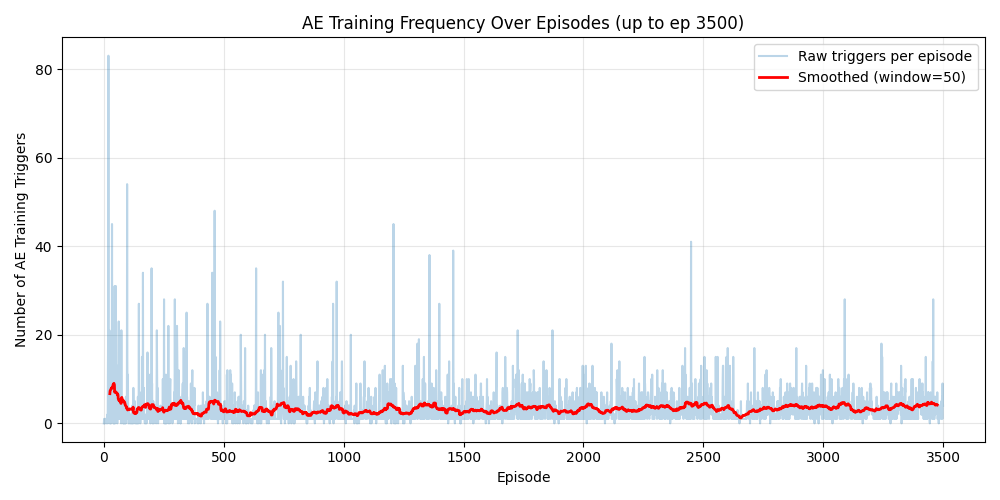 AE Training Frequency Over Episodes (up to ep 3500)
Raw triggers per episode
Smoothed (window=50)
Number of AE Training Triggers
80
60
40
20
0
0 500 1000 1500 2000 2500 3000 3500
Episode